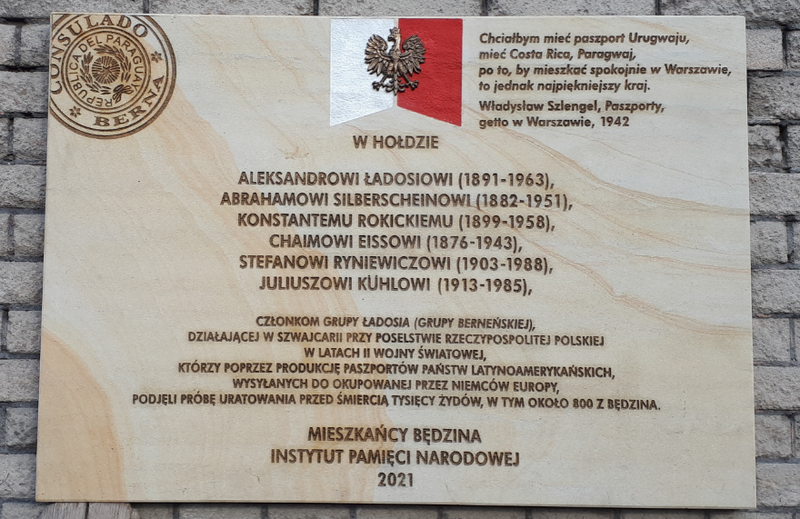 CONSULADO
REPÚBLICA DEL PARAGUAY
BERNA
Chciałbym mieć paszport Urugwaju,
mieć Costa Rica, Paragwaj,
po to, by mieszkać spokojnie w Warszawie,
to jednak najpiękniejszy kraj.
Władysław Szlengel, Paszporty,
getto w Warszawie, 1942
W HOŁDZIE
ALEKSANDROWI ŁADOSIOWI (1891-1963),
ABRAHAMOWI SILBERSCHEINOWI (1882-1951),
KONSTANTEMU ROKICKIEMU (1899-1958),
CHAIMOWI EISSOWI (1876-1943),
STEFANOWI RYNIEWICZOWI (1903-1988),
JULIUSZOWI KÜHLOWI (1913-1985),
CZŁONKOM GRUPY ŁADOSIA (GRUPY BERNEŃSKIEJ),
DZIAŁAJĄCEJ W SZWAJCARII PRZY POSELSTWIE RZECZYPOSPOLITEJ POLSKIEJ
W LATACH II WOJNY ŚWIATOWEJ,
KTÓRZY POPRZEZ PRODUKCJĘ PASZPORTÓW PAŃSTW LATYNOAMERYKAŃSKICH,
WYSYŁANYCH DO OKUPOWANEJ PRZEZ NIEMCÓW EUROPY,
PODJĘLI PRÓBĘ URATOWANIA PRZED ŚMIERCIĄ TYSIĘCY ŻYDÓW, W TYM OKOŁO 800 Z BĘDZINA.
MIESZKAŃCY BĘDZINA
INSTYTUT PAMIĘCI NARODOWEJ
2021